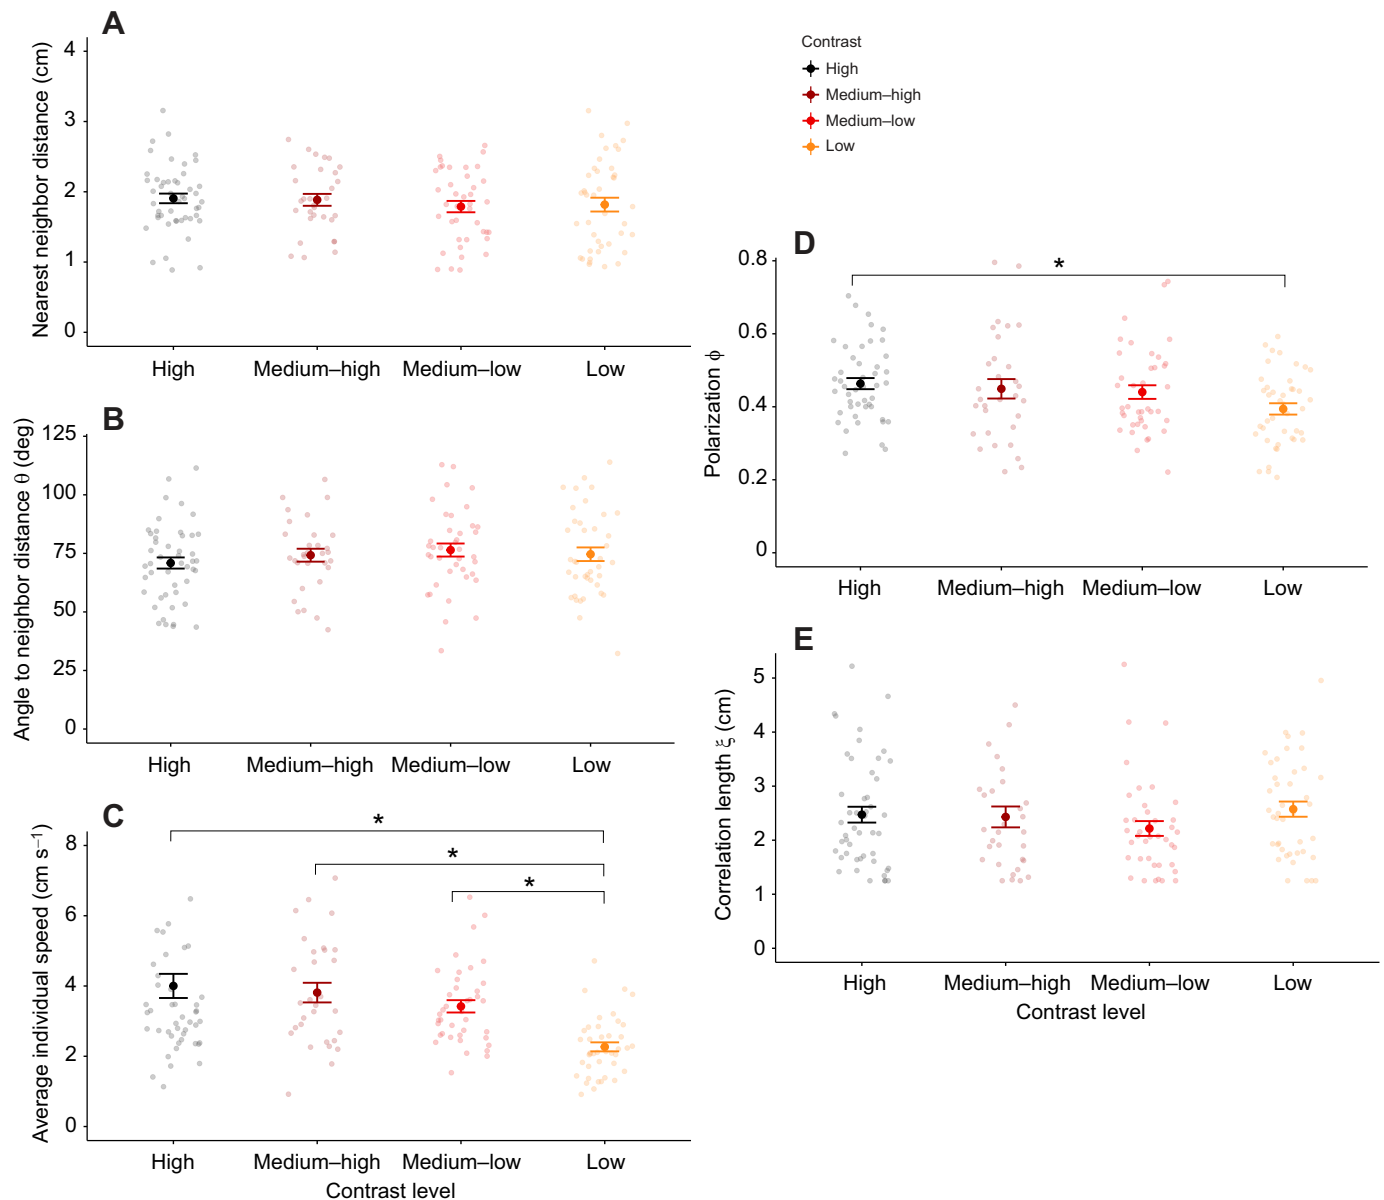 A
Nearest neighbor distance (cm)
4
3
2
1
0
High Medium–high Medium–low Low
Contrast
High
Medium–high
Medium–low
Low
B
Angle to neighbor distance θ (deg)
125
100
75
50
25
0
High Medium–high Medium–low Low
C
Average individual speed (cm s⁻¹)
8
6
4
2
0
*
*
*
High Medium–high Medium–low Low
Contrast level
D
Polarization ϕ
0.8
0.6
0.4
0.2
0
*
High Medium–high Medium–low Low
E
Correlation length ξ (cm)
5
4
3
2
1
0
High Medium–high Medium–low Low
Contrast level